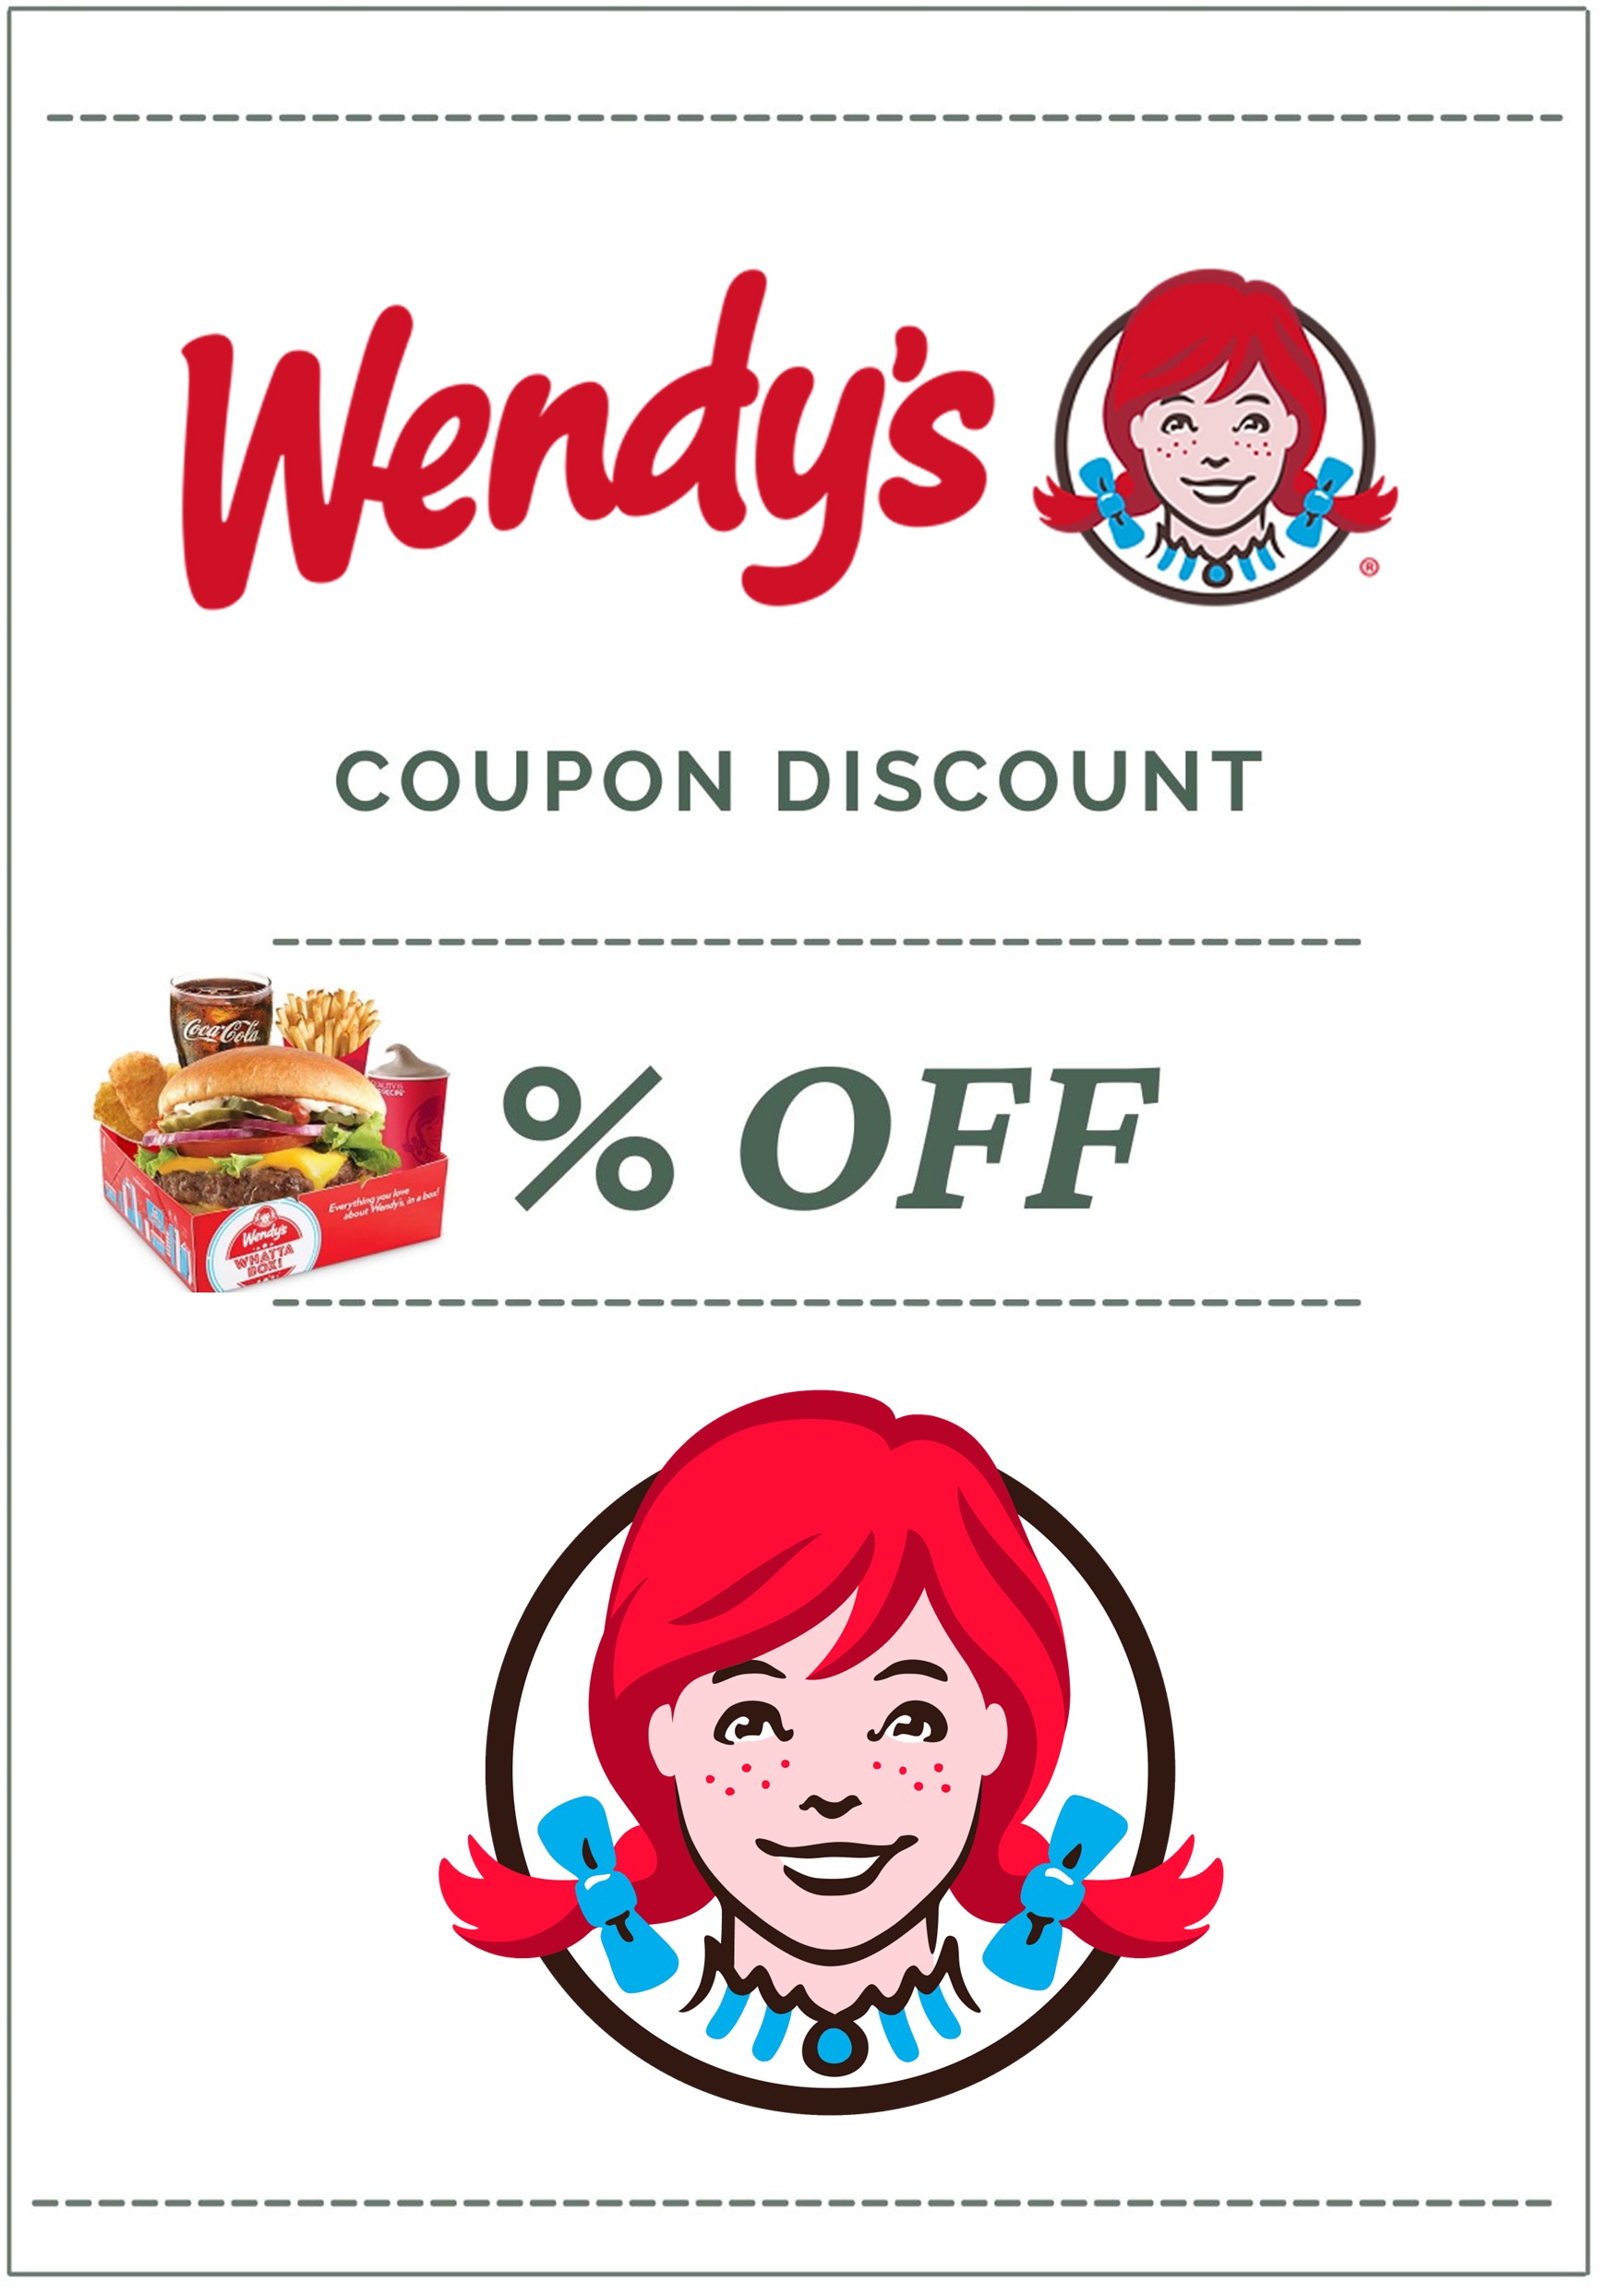 Wendy's
®
COUPON DISCOUNT
Coca-Cola
% OFF
Everything you love
about Wendy's, in a box!
Wendy's
WHATTA
BOX!